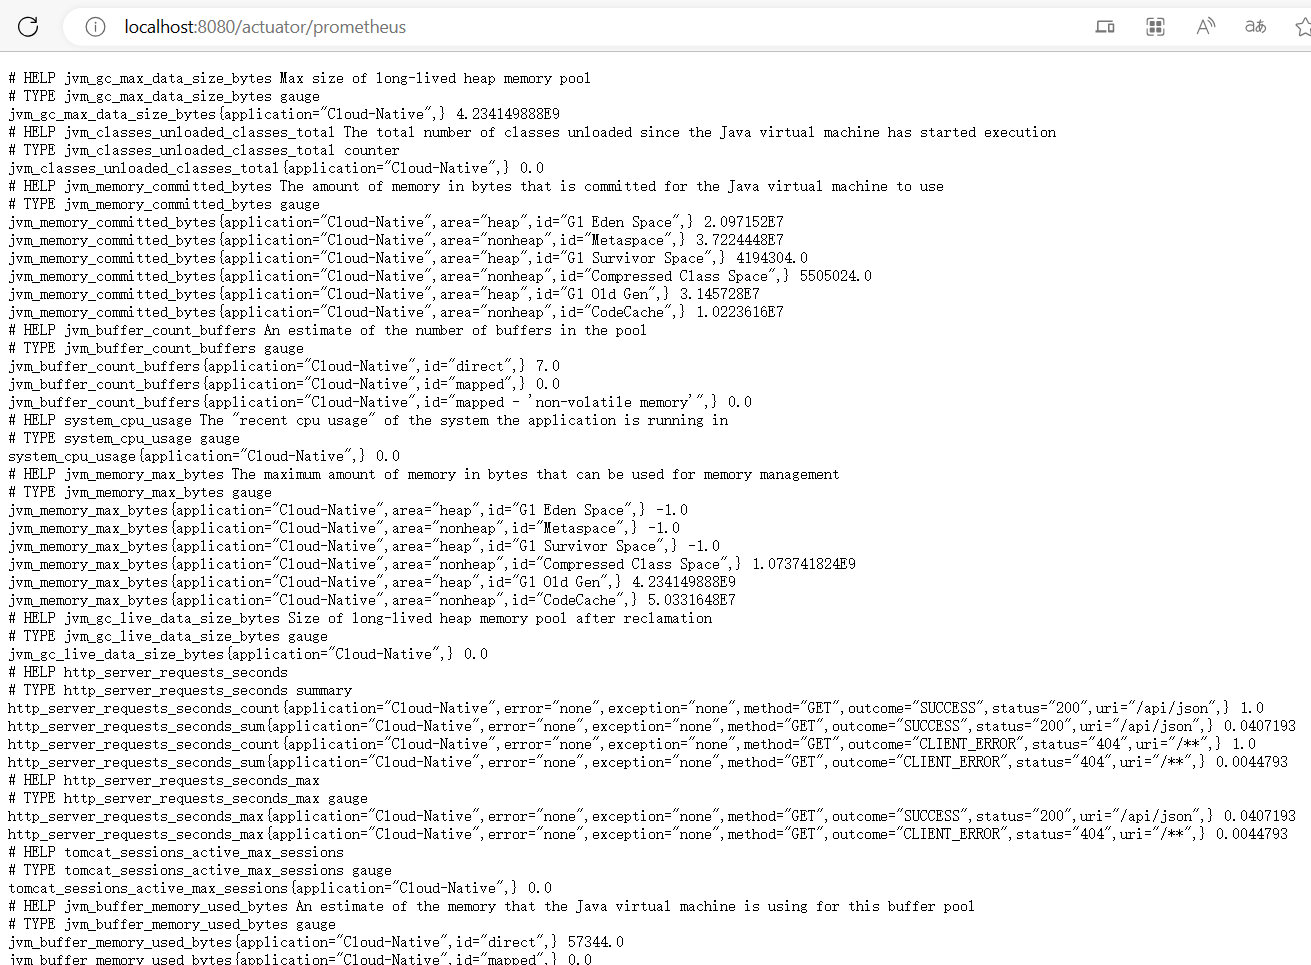 localhost:8080/actuator/prometheus
# HELP jvm_gc_max_data_size_bytes Max size of long-lived heap memory pool
# TYPE jvm_gc_max_data_size_bytes gauge
jvm_gc_max_data_size_bytes{application="Cloud-Native",} 4.234149888E9
# HELP jvm_classes_unloaded_classes_total The total number of classes unloaded since the Java virtual machine has started execution
# TYPE jvm_classes_unloaded_classes_total counter
jvm_classes_unloaded_classes_total{application="Cloud-Native",} 0.0
# HELP jvm_memory_committed_bytes The amount of memory in bytes that is committed for the Java virtual machine to use
# TYPE jvm_memory_committed_bytes gauge
jvm_memory_committed_bytes{application="Cloud-Native",area="heap",id="G1 Eden Space",} 2.097152E7
jvm_memory_committed_bytes{application="Cloud-Native",area="nonheap",id="Metaspace",} 3.7224448E7
jvm_memory_committed_bytes{application="Cloud-Native",area="heap",id="G1 Survivor Space",} 4194304.0
jvm_memory_committed_bytes{application="Cloud-Native",area="nonheap",id="Compressed Class Space",} 5505024.0
jvm_memory_committed_bytes{application="Cloud-Native",area="heap",id="G1 Old Gen",} 3.145728E7
jvm_memory_committed_bytes{application="Cloud-Native",area="nonheap",id="CodeCache",} 1.0223616E7
# HELP jvm_buffer_count_buffers An estimate of the number of buffers in the pool
# TYPE jvm_buffer_count_buffers gauge
jvm_buffer_count_buffers{application="Cloud-Native",id="direct",} 7.0
jvm_buffer_count_buffers{application="Cloud-Native",id="mapped",} 0.0
jvm_buffer_count_buffers{application="Cloud-Native",id="mapped - 'non-volatile memory'",} 0.0
# HELP system_cpu_usage The "recent cpu usage" of the system the application is running in
# TYPE system_cpu_usage gauge
system_cpu_usage{application="Cloud-Native",} 0.0
# HELP jvm_memory_max_bytes The maximum amount of memory in bytes that can be used for memory management
# TYPE jvm_memory_max_bytes gauge
jvm_memory_max_bytes{application="Cloud-Native",area="heap",id="G1 Eden Space",} -1.0
jvm_memory_max_bytes{application="Cloud-Native",area="nonheap",id="Metaspace",} -1.0
jvm_memory_max_bytes{application="Cloud-Native",area="heap",id="G1 Survivor Space",} -1.0
jvm_memory_max_bytes{application="Cloud-Native",area="nonheap",id="Compressed Class Space",} 1.073741824E9
jvm_memory_max_bytes{application="Cloud-Native",area="heap",id="G1 Old Gen",} 4.234149888E9
jvm_memory_max_bytes{application="Cloud-Native",area="nonheap",id="CodeCache",} 5.0331648E7
# HELP jvm_gc_live_data_size_bytes Size of long-lived heap memory pool after reclamation
# TYPE jvm_gc_live_data_size_bytes gauge
jvm_gc_live_data_size_bytes{application="Cloud-Native",} 0.0
# HELP http_server_requests_seconds
# TYPE http_server_requests_seconds summary
http_server_requests_seconds_count{application="Cloud-Native",error="none",exception="none",method="GET",outcome="SUCCESS",status="200",uri="/api/json",} 1.0
http_server_requests_seconds_sum{application="Cloud-Native",error="none",exception="none",method="GET",outcome="SUCCESS",status="200",uri="/api/json",} 0.0407193
http_server_requests_seconds_count{application="Cloud-Native",error="none",exception="none",method="GET",outcome="CLIENT_ERROR",status="404",uri="/**",} 1.0
http_server_requests_seconds_sum{application="Cloud-Native",error="none",exception="none",method="GET",outcome="CLIENT_ERROR",status="404",uri="/**",} 0.0044793
# HELP http_server_requests_seconds_max
# TYPE http_server_requests_seconds_max gauge
http_server_requests_seconds_max{application="Cloud-Native",error="none",exception="none",method="GET",outcome="SUCCESS",status="200",uri="/api/json",} 0.0407193
http_server_requests_seconds_max{application="Cloud-Native",error="none",exception="none",method="GET",outcome="CLIENT_ERROR",status="404",uri="/**",} 0.0044793
# HELP tomcat_sessions_active_max_sessions
# TYPE tomcat_sessions_active_max_sessions gauge
tomcat_sessions_active_max_sessions{application="Cloud-Native",} 0.0
# HELP jvm_buffer_memory_used_bytes An estimate of the memory that the Java virtual machine is using for this buffer pool
# TYPE jvm_buffer_memory_used_bytes gauge
jvm_buffer_memory_used_bytes{application="Cloud-Native",id="direct",} 57344.0
jvm_buffer_memory_used_bytes{application="Cloud-Native",id="mapped",} 0.0